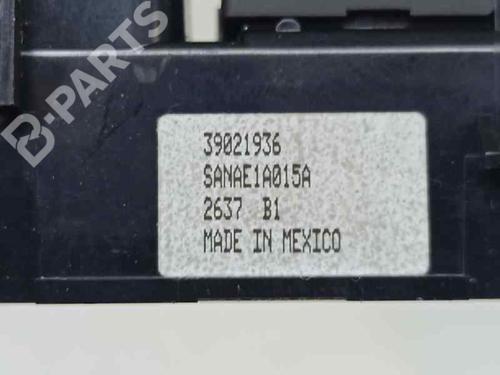 B-PARTS
39021936
SANAE1A015A
2637 B1
MADE IN MEXICO